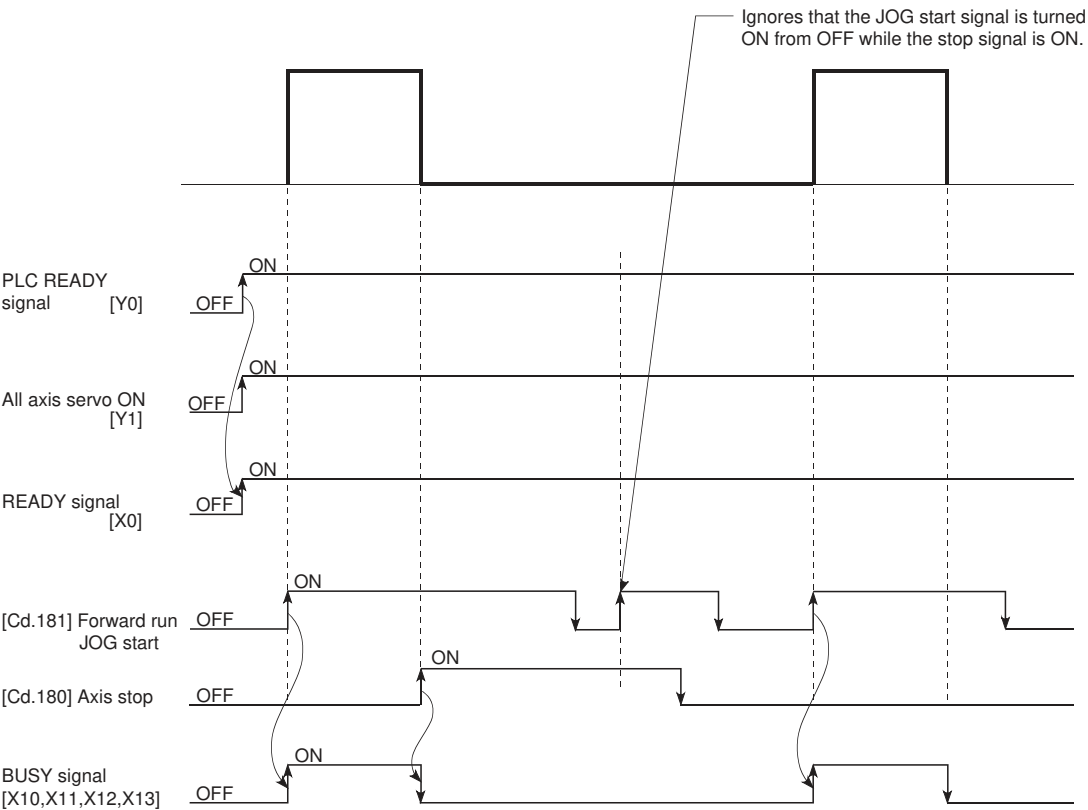 Ignores that the JOG start signal is turned
ON from OFF while the stop signal is ON.
ON
PLC READY
signal [Y0] OFF
ON
All axis servo ON
OFF
[Y1]
ON
READY signal OFF
[X0]
ON
[Cd.181] Forward run OFF
JOG start
ON
[Cd.180] Axis stop OFF
ON
BUSY signal
[X10,X11,X12,X13] OFF